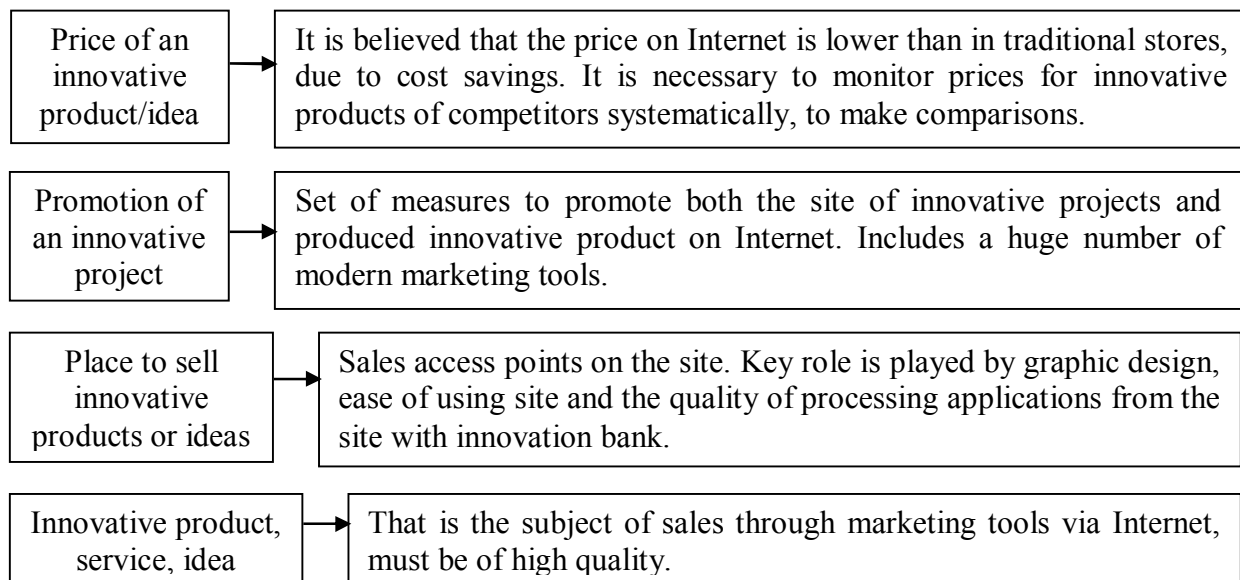 Price of an
innovative
product/idea
It is believed that the price on Internet is lower than in traditional stores,
due to cost savings. It is necessary to monitor prices for innovative
products of competitors systematically, to make comparisons.
Promotion of
an innovative
project
Set of measures to promote both the site of innovative projects and
produced innovative product on Internet. Includes a huge number of
modern marketing tools.
Place to sell
innovative
products or ideas
Sales access points on the site. Key role is played by graphic design,
ease of using site and the quality of processing applications from the
site with innovation bank.
Innovative product,
service, idea
That is the subject of sales through marketing tools via Internet,
must be of high quality.